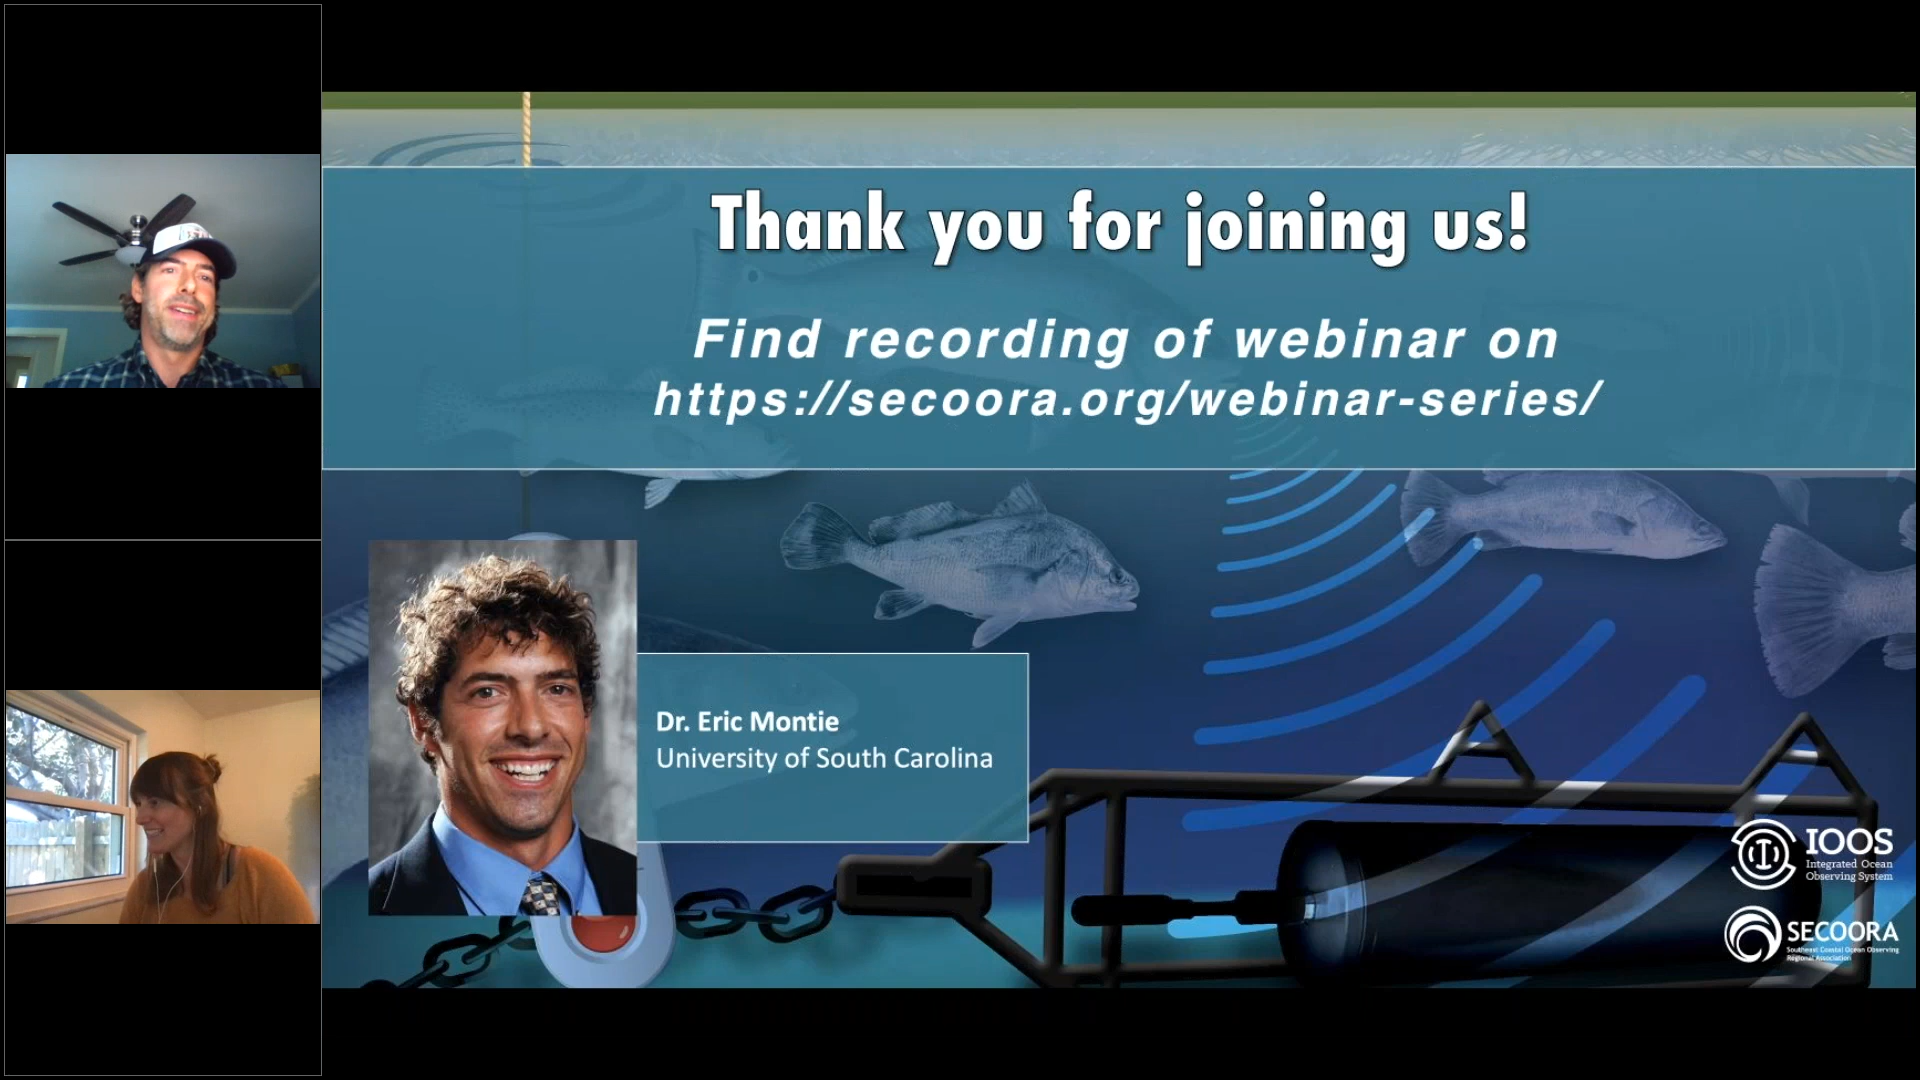 Thank you for joining us!
Find recording of webinar on
https://secoora.org/webinar-series/
Dr. Eric Montie
University of South Carolina
IOOS
Integrated Ocean
Observing System
SECOORA
Southeast Coastal Ocean Observing
Regional Association